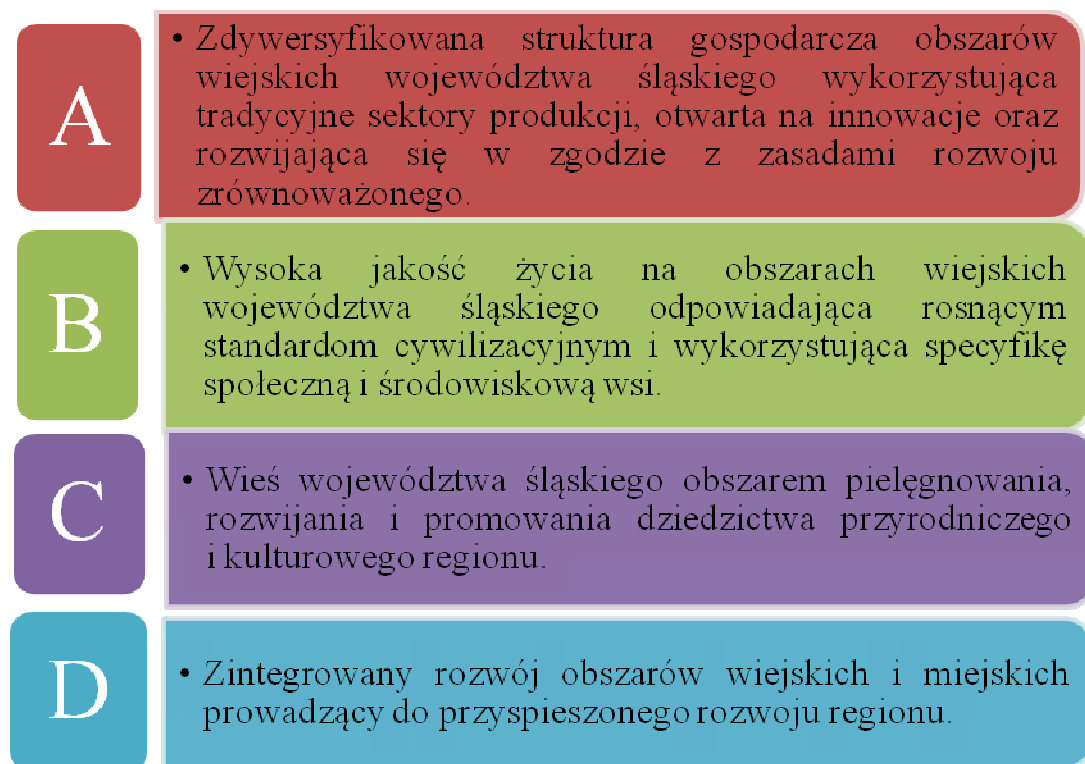 A
• Zdywersyfikowana struktura gospodarcza obszarów
wiejskich województwa śląskiego wykorzystująca
tradycyjne sektory produkcji, otwarta na innowacje oraz
rozwijająca się w zgodzie z zasadami rozwoju
zrównoważonego.
B
• Wysoka jakość życia na obszarach wiejskich
województwa śląskiego odpowiadająca rosnącym
standardom cywilizacyjnym i wykorzystująca specyfikę
społeczną i środowiskową wsi.
C
• Wieś województwa śląskiego obszarem pielęgnowania,
rozwijania i promowania dziedzictwa przyrodniczego
i kulturowego regionu.
D
• Zintegrowany rozwój obszarów wiejskich i miejskich
prowadzący do przyspieszonego rozwoju regionu.